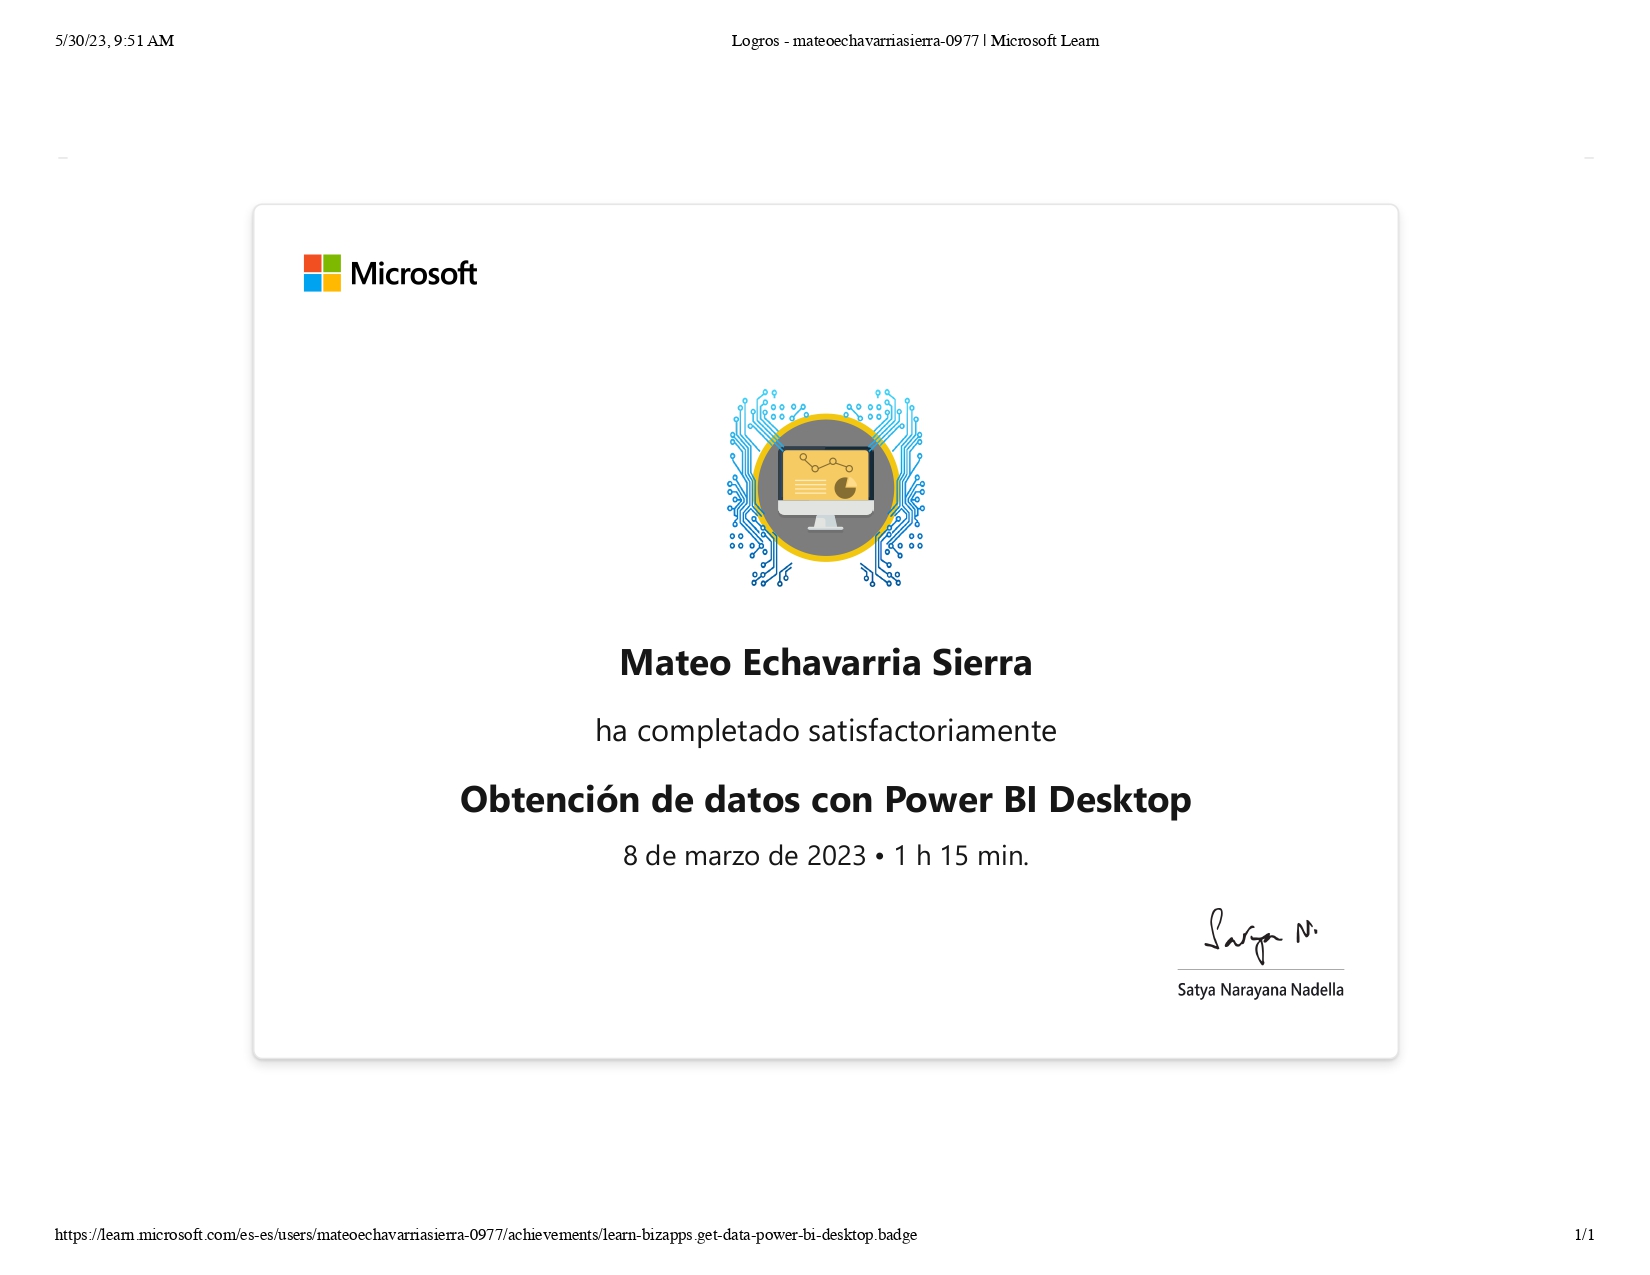 5/30/23, 9:51 AM
Logros - mateoechavarriasierra-0977 | Microsoft Learn
Microsoft
Mateo Echavarria Sierra
ha completado satisfactoriamente
Obtención de datos con Power BI Desktop
8 de marzo de 2023 • 1 h 15 min.
Satya N.
Satya Narayana Nadella
https://learn.microsoft.com/es-es/users/mateoechavarriasierra-0977/achievements/learn-bizapps.get-data-power-bi-desktop.badge
1/1